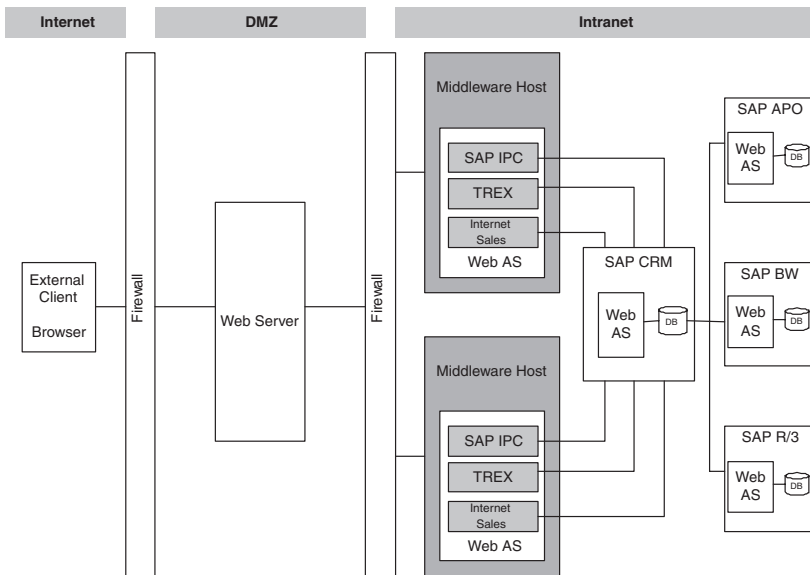 Internet
DMZ
Intranet
External
Client
Browser
Firewall
Web Server
Firewall
Middleware Host
SAP IPC
TREX
Internet
Sales
Web AS
Middleware Host
SAP IPC
TREX
Internet
Sales
Web AS
SAP CRM
Web
AS
DB
SAP APO
Web
AS
DB
SAP BW
Web
AS
DB
SAP R/3
Web
AS
DB